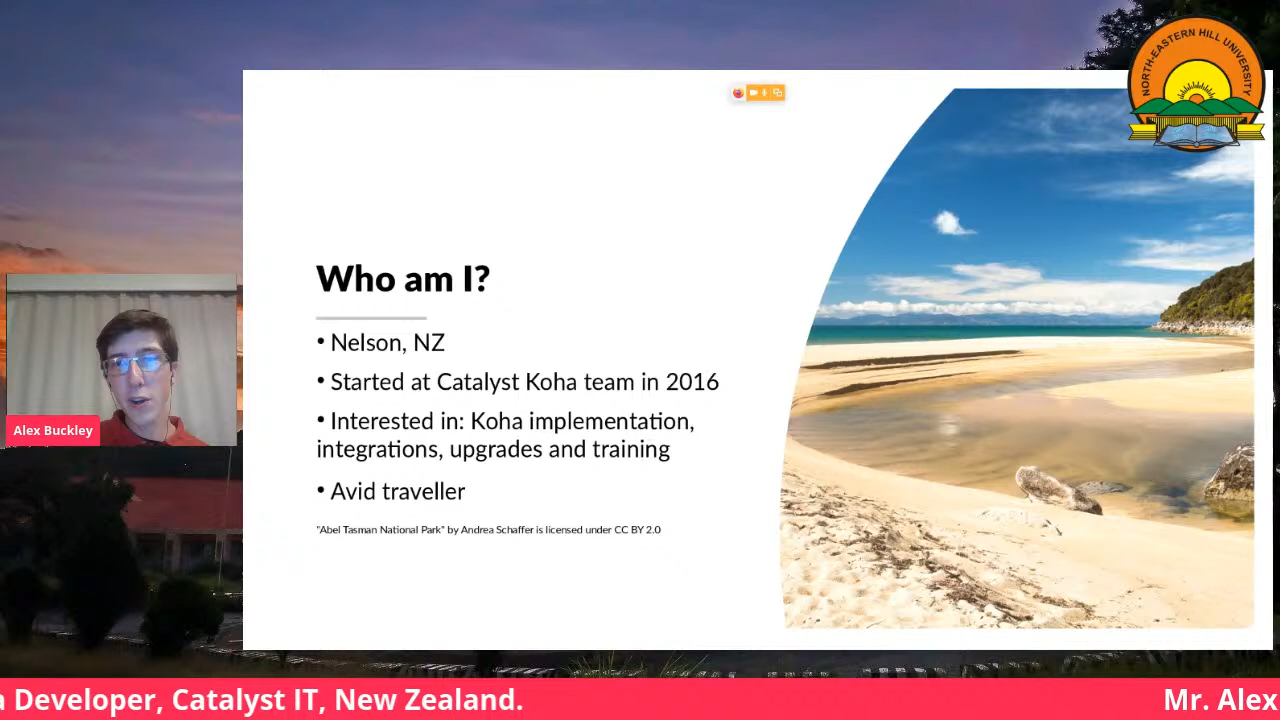 NORTH-EASTERN HILL UNIVERSITY
Who am I?
• Nelson, NZ
• Started at Catalyst Koha team in 2016
• Interested in: Koha implementation,
integrations, upgrades and training
• Avid traveller
"Abel Tasman National Park" by Andrea Schaffer is licensed under CC BY 2.0
Alex Buckley
a Developer, Catalyst IT, New Zealand.
Mr. Alex